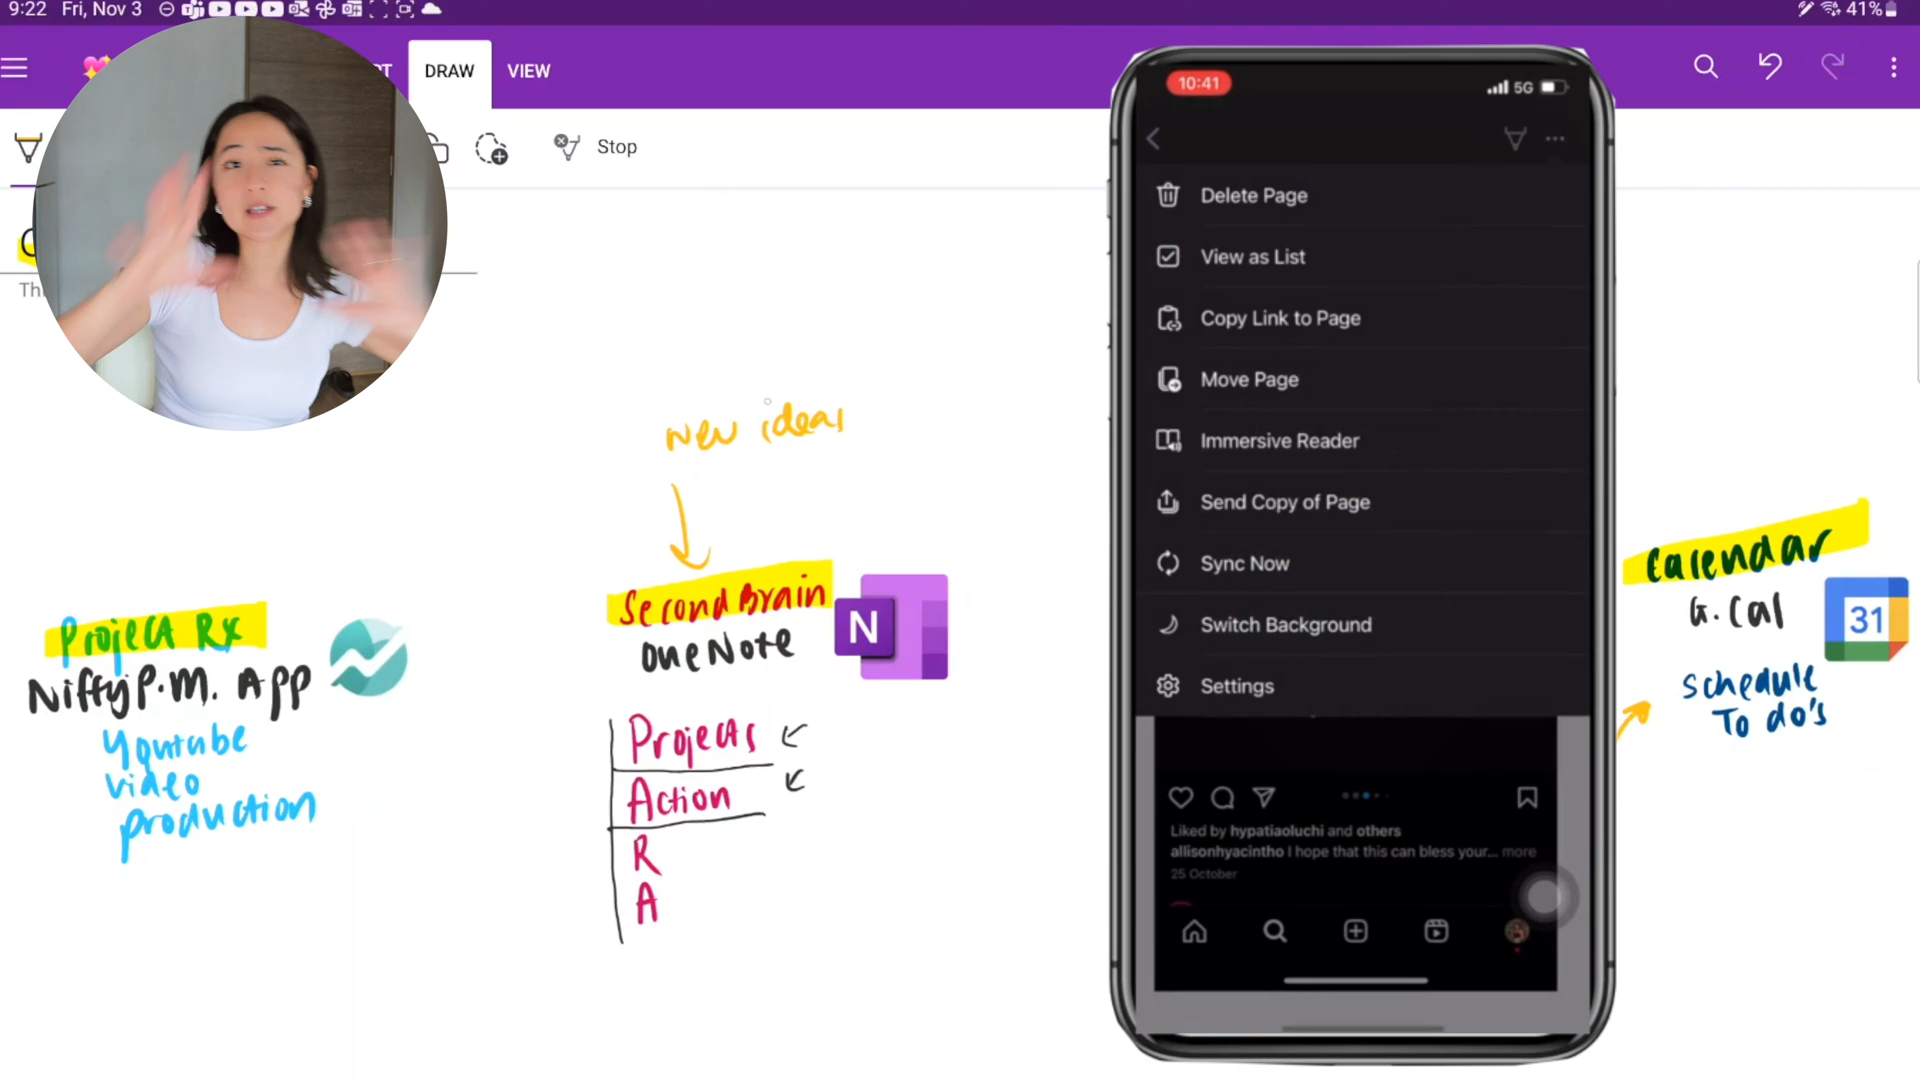 9:22 Fri, Nov 3
41%
DRAW
VIEW
Stop
New ideas
Project Rx
Nifty P.M. App
Youtube
video
production
Second Brain
OneNote
N
Projects
Action
R
A
10:41
5G
Delete Page
View as List
Copy Link to Page
Move Page
Immersive Reader
Send Copy of Page
Sync Now
Switch Background
Settings
Liked by hypatiaoluchi and others
allisonhyacintho I hope that this can bless your... more
25 October
Calendar
G. Cal
31
Schedule
To do's